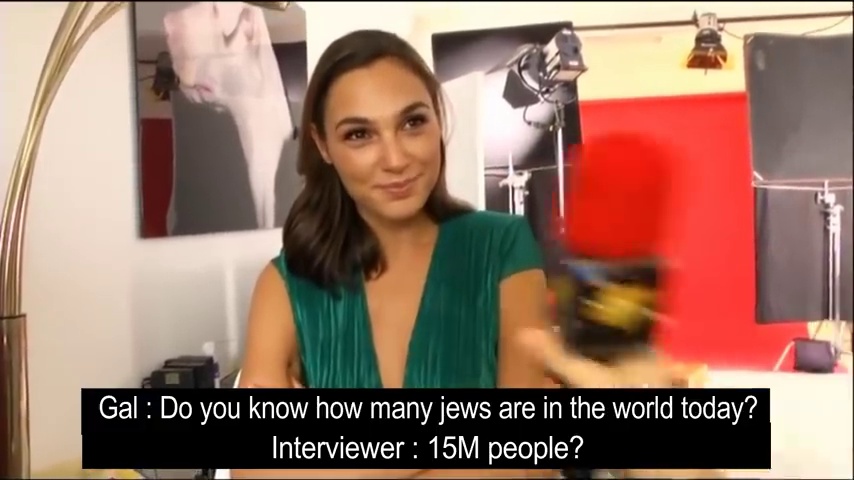 Gal : Do you know how many jews are in the world today?
Interviewer : 15M people?